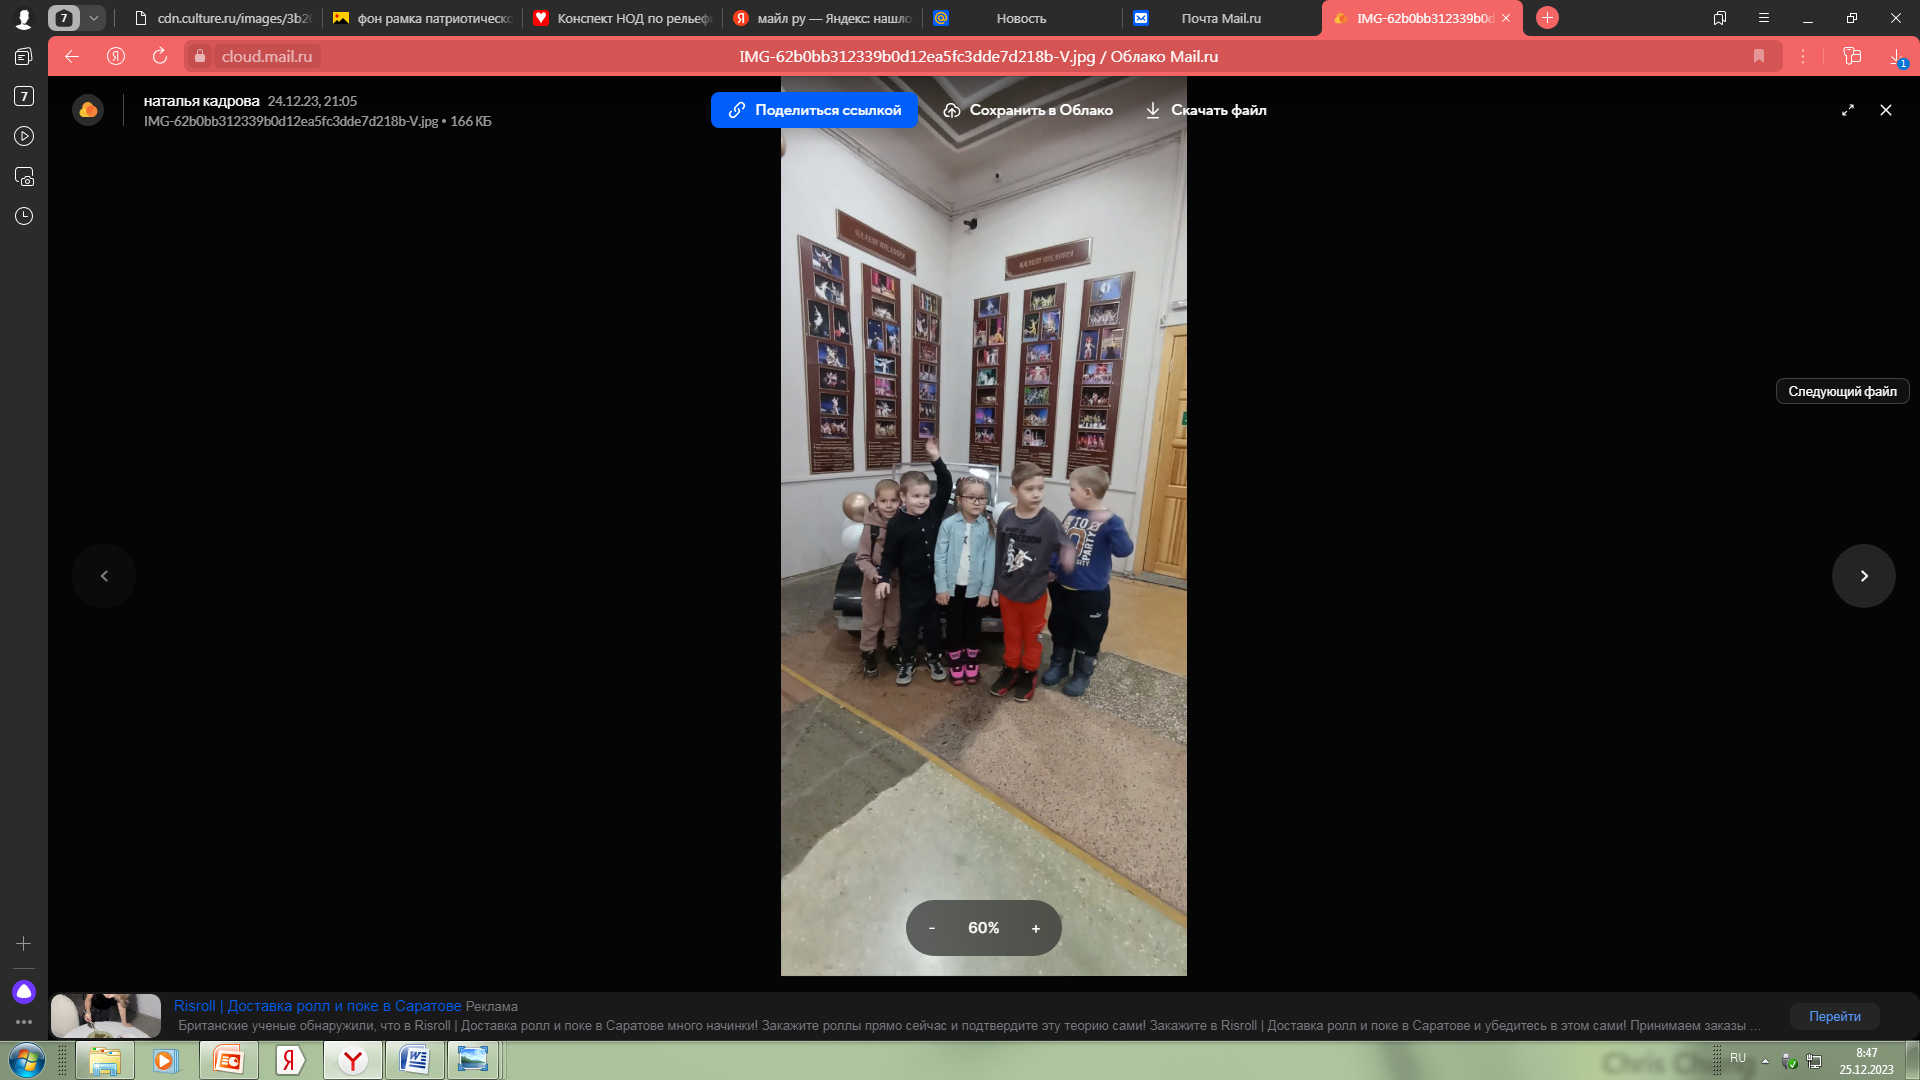 7
cdn.culture.ru/images/3b2
фон рамка патриотическо
Конспект НОД по рельеф
майл ру — Яндекс: нашло
Новость
Почта Mail.ru
IMG-62b0bb312339b0d
cloud.mail.ru
IMG-62b0bb312339b0d12ea5fc3dde7d218b-V.jpg / Облако Mail.ru
1
7
наталья кадрова 24.12.23, 21:05
IMG-62b0bb312339b0d12ea5fc3dde7d218b-V.jpg • 166 КБ
Поделиться ссылкой
Сохранить в Облако
Скачать файл
Следующий файл
TO
PARTY
- 60% +
Risroll | Доставка ролл и поке в Саратове Реклама
Британские ученые обнаружили, что в Risroll | Доставка ролл и поке в Саратове много начинки! Закажите роллы прямо сейчас и подтвердите эту теорию сами! Закажите в Risroll | Доставка ролл и поке в Саратове и убедитесь в этом сами! Принимаем заказы ...
Перейти
RU
8:47
25.12.2023